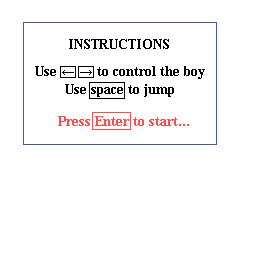 INSTRUCTIONS
Use ← → to control the boy
Use space to jump
Press Enter to start...